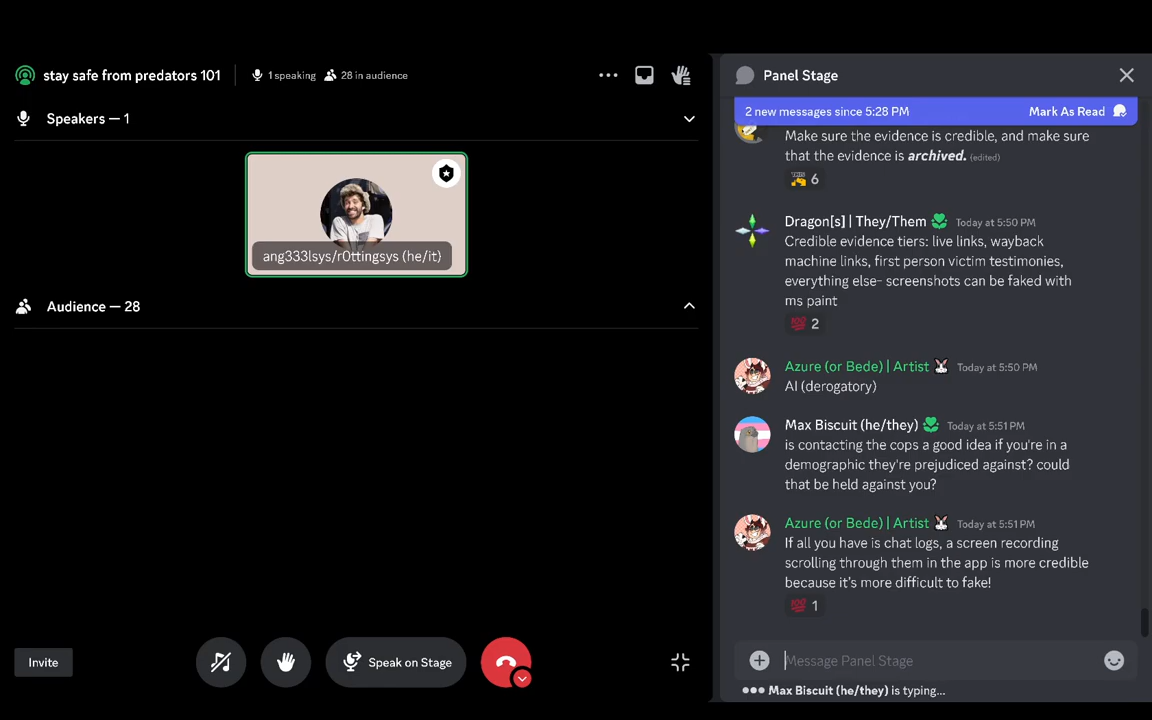 stay safe from predators 101
1 speaking
28 in audience
Speakers — 1
ang333lsys/r0ttingsys (he/it)
Audience — 28
Invite
Speak on Stage
Panel Stage
2 new messages since 5:28 PM
Mark As Read
Make sure the evidence is credible, and make sure
that the evidence is archived. (edited)
6
Dragon[s] | They/Them Today at 5:50 PM
Credible evidence tiers: live links, wayback
machine links, first person victim testimonies,
everything else- screenshots can be faked with
ms paint
2
Azure (or Bede) | Artist Today at 5:50 PM
AI (derogatory)
Max Biscuit (he/they) Today at 5:51 PM
is contacting the cops a good idea if you're in a
demographic they're prejudiced against? could
that be held against you?
Azure (or Bede) | Artist Today at 5:51 PM
If all you have is chat logs, a screen recording
scrolling through them in the app is more credible
because it's more difficult to fake!
1
Message Panel Stage
Max Biscuit (he/they) is typing...